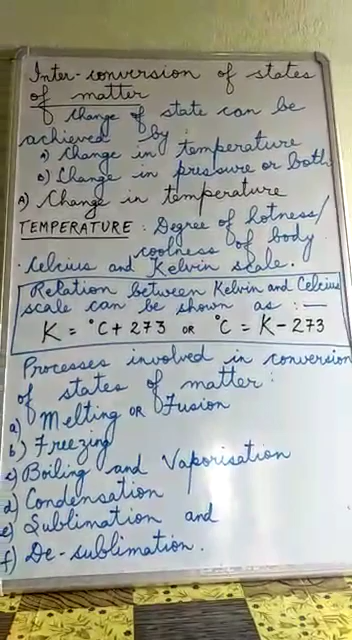 Inter-conversion of states
of matter
Change of state can be
achieved by:
a) Change in temperature
b) Change in pressure or both
A) Change in temperature
TEMPERATURE : Degree of hotness/
coolness of body
Celcius and Kelvin scale.
Relation between Kelvin and Celcius
scale can be shown as :—
K = °C + 273 OR °C = K - 273
Processes involved in conversion
of states of matter:
a) Melting OR Fusion
b) Freezing
c) Boiling and Vaporisation
d) Condensation
e) Sublimation and
f) De-sublimation.